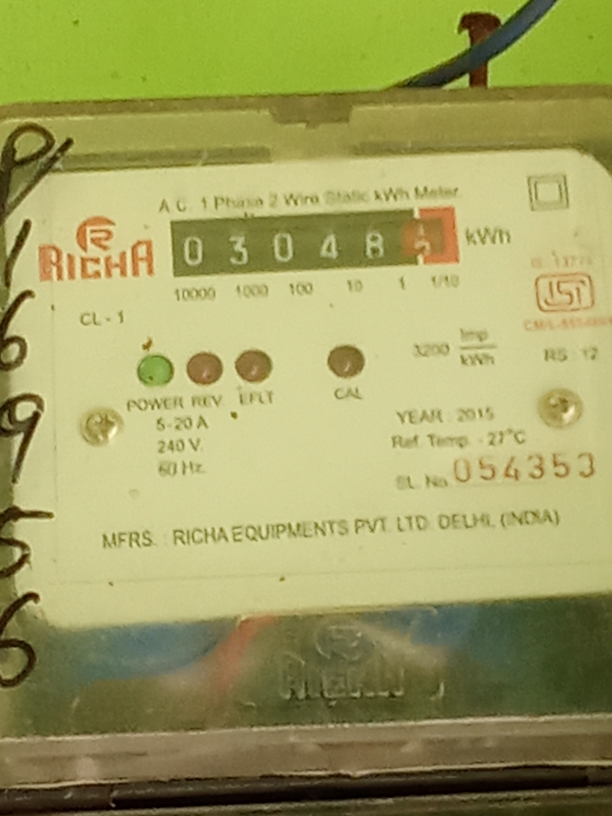 A.C. 1 Phase 2 Wire Static kWh Meter
RICHA
0 3 0 4 8 kWh
10000 1000 100 10 1 1/10
CL - 1
3200 Imp/kWh
RS : 12
POWER REV EFLT CAL
5-20 A
240 V.
YEAR : 2015
Ref. Temp. - 27°C
SL. No. 054353
MFRS. : RICHA EQUIPMENTS PVT. LTD. DELHI, (INDIA)
RICHA
P/
1
6
9
5
6